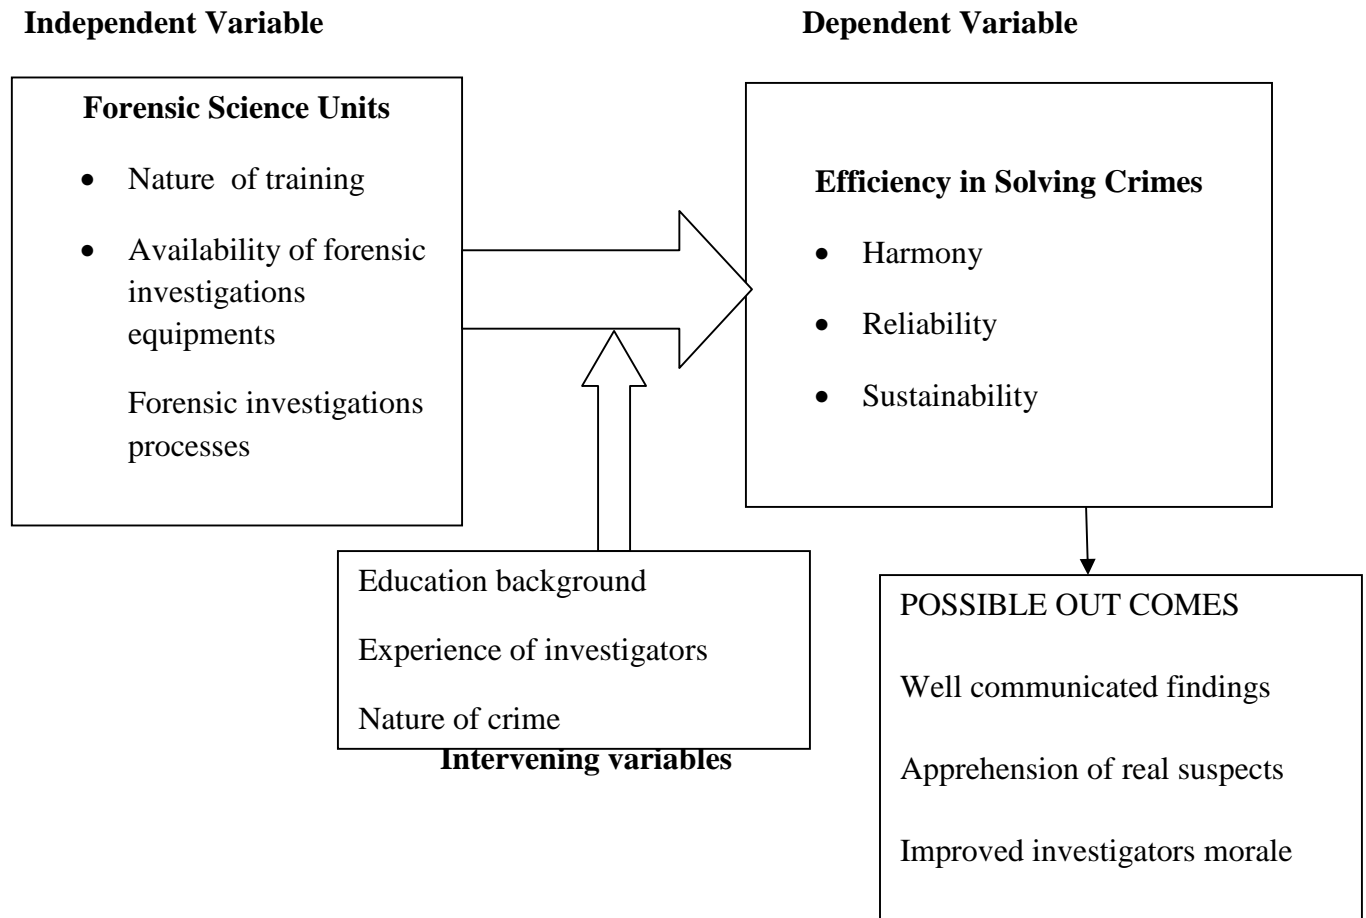 Independent Variable
Dependent Variable
Forensic Science Units
• Nature of training
• Availability of forensic
investigations
equipments
Forensic investigations
processes
Efficiency in Solving Crimes
• Harmony
• Reliability
• Sustainability
Education background
Experience of investigators
Nature of crime
Intervening variables
POSSIBLE OUT COMES
Well communicated findings
Apprehension of real suspects
Improved investigators morale